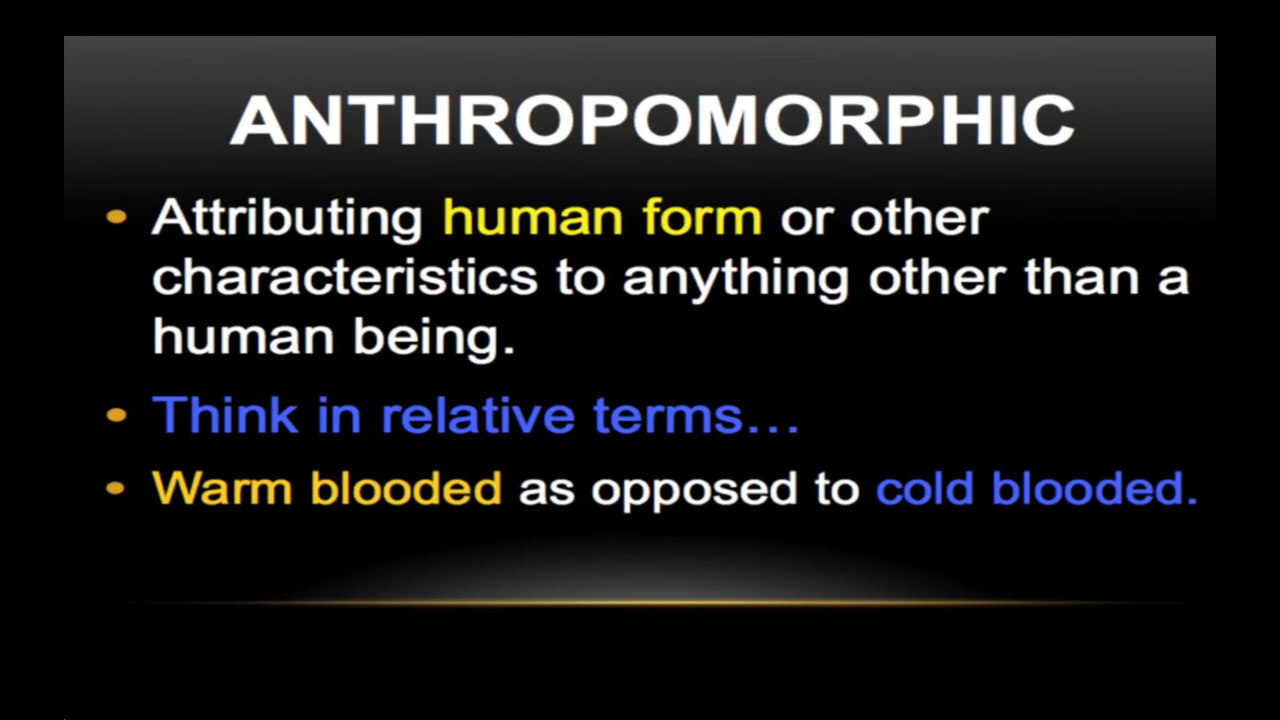 ANTHROPOMORPHIC
• Attributing human form or other
characteristics to anything other than a
human being.
• Think in relative terms…
• Warm blooded as opposed to cold blooded.